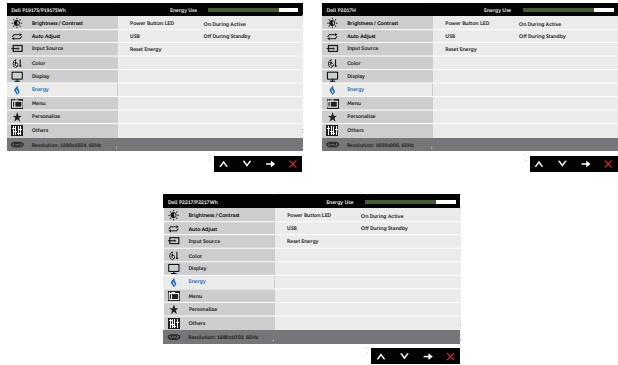 Dell P1917S/P1917SWh Energy Use
Brightness / Contrast Power Button LED On During Active
Auto Adjust USB Off During Standby
Input Source Reset Energy
Color
Display
Energy
Menu
Personalize
Others
Resolution: 1280x1024, 60Hz
Dell P2017H Energy Use
Brightness / Contrast Power Button LED On During Active
Auto Adjust USB Off During Standby
Input Source Reset Energy
Color
Display
Energy
Menu
Personalize
Others
Resolution: 1600x900, 60Hz
Dell P2217/P2217Wh Energy Use
Brightness / Contrast Power Button LED On During Active
Auto Adjust USB Off During Standby
Input Source Reset Energy
Color
Display
Energy
Menu
Personalize
Others
Resolution: 1680x1050, 60Hz